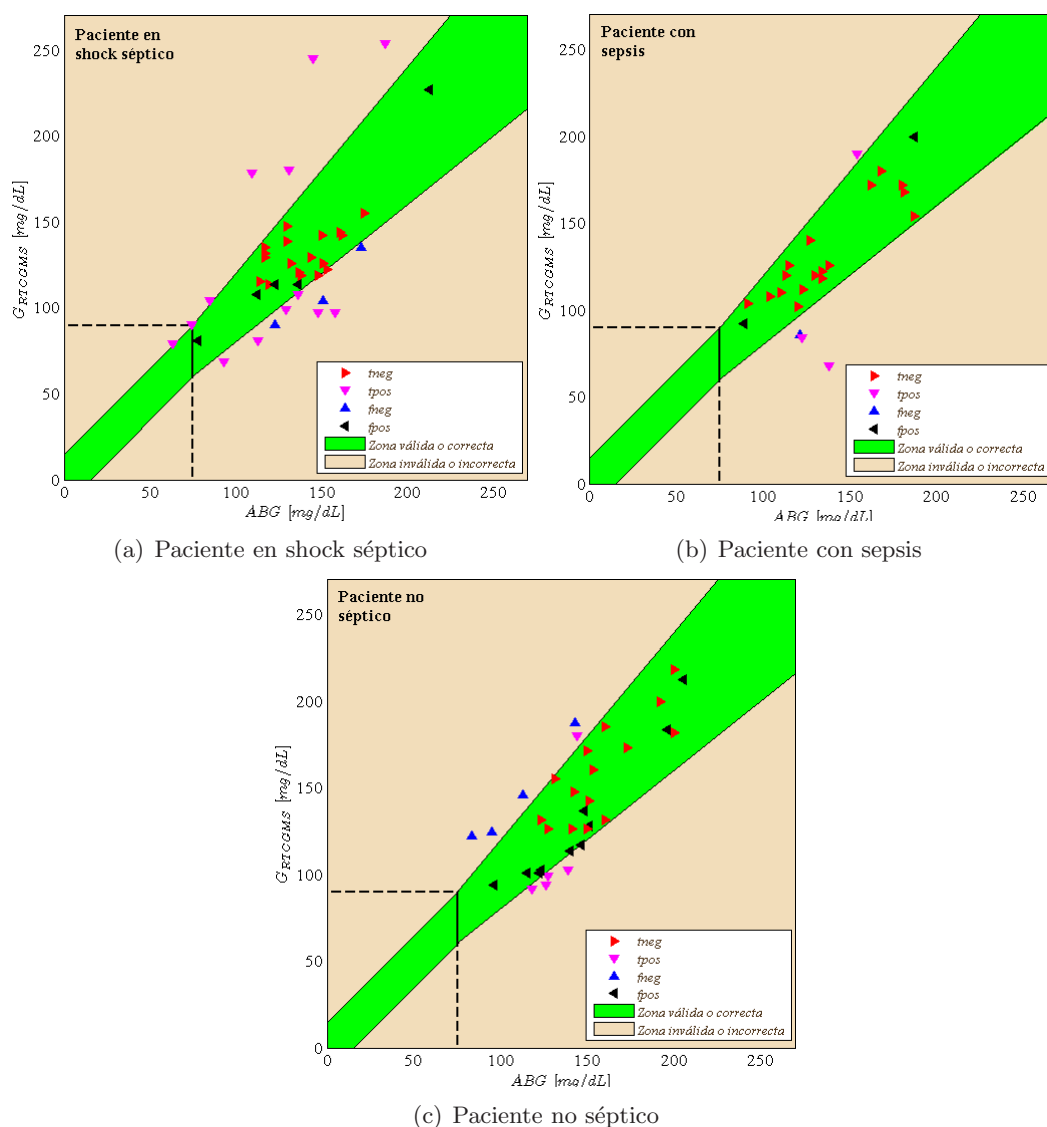 Paciente en
shock séptico
250
200
150
100
50
0
G_RTCGMS [mg/dL]
tneg
tpos
fneg
fpos
Zona válida o correcta
Zona inválida o incorrecta
0 50 100 150 200 250
ABG [mg/dL]
(a) Paciente en shock séptico
Paciente con
sepsis
250
200
150
100
50
0
G_RTCGMS [mg/dL]
tneg
tpos
fneg
fpos
Zona válida o correcta
Zona inválida o incorrecta
0 50 100 150 200 250
ABG [mg/dL]
(b) Paciente con sepsis
Paciente no
séptico
250
200
150
100
50
0
G_RTCGMS [mg/dL]
tneg
tpos
fneg
fpos
Zona válida o correcta
Zona inválida o incorrecta
0 50 100 150 200 250
ABG [mg/dL]
(c) Paciente no séptico